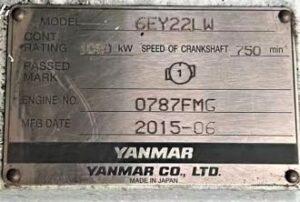 MODEL 6EY22LW
CONT. RATING kW SPEED OF CRANKSHAFT 750 min⁻¹
PASSED MARK 1
ENGINE NO. 0787FMG
MFG DATE 2015-06
YANMAR
YANMAR CO., LTD.
MADE IN JAPAN